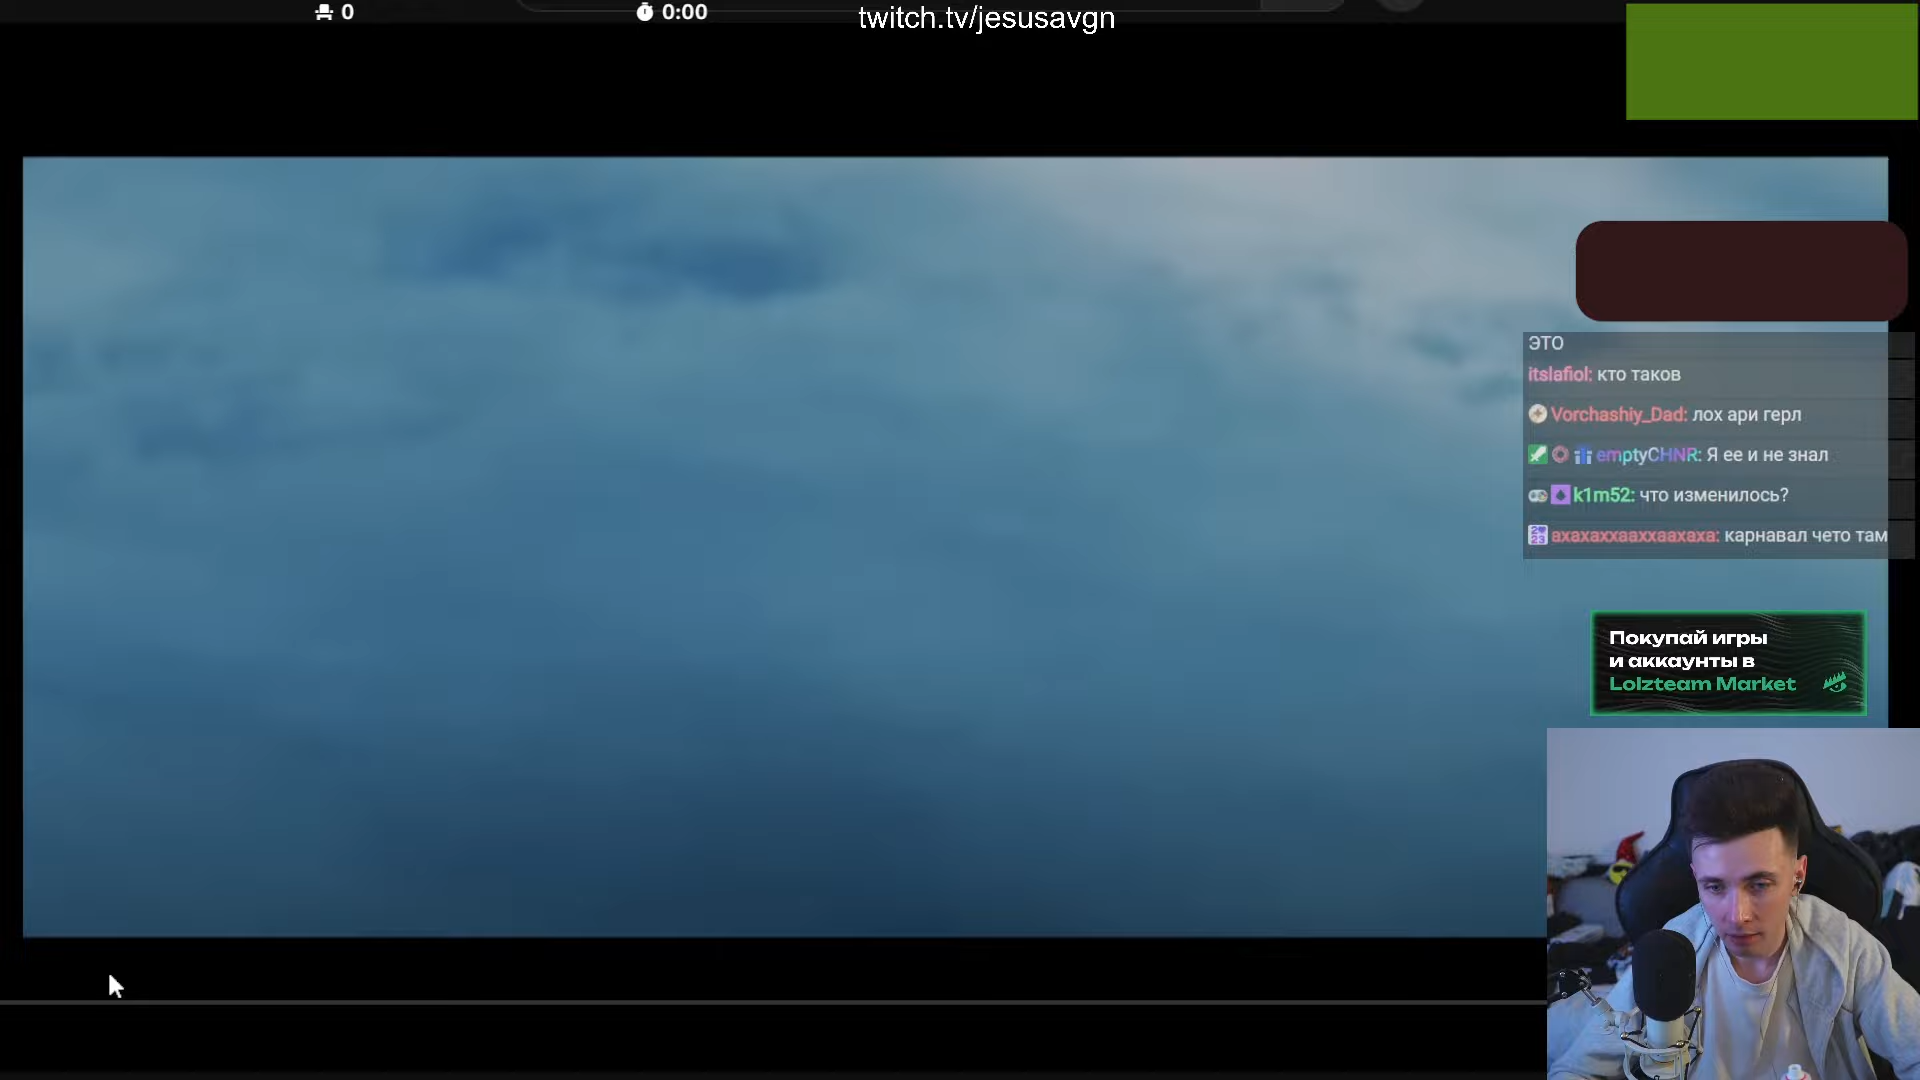 0
0:00
twitch.tv/jesusavgn
ЭТО
itslafiol: кто таков
Vorchashiy_Dad: лох ари герл
emptyCHNR: Я ее и не знал
k1m52: что изменилось?
ахахаххааххаахаха: карнавал чето там
Покупай игры
и аккаунты в
Lolzteam Market